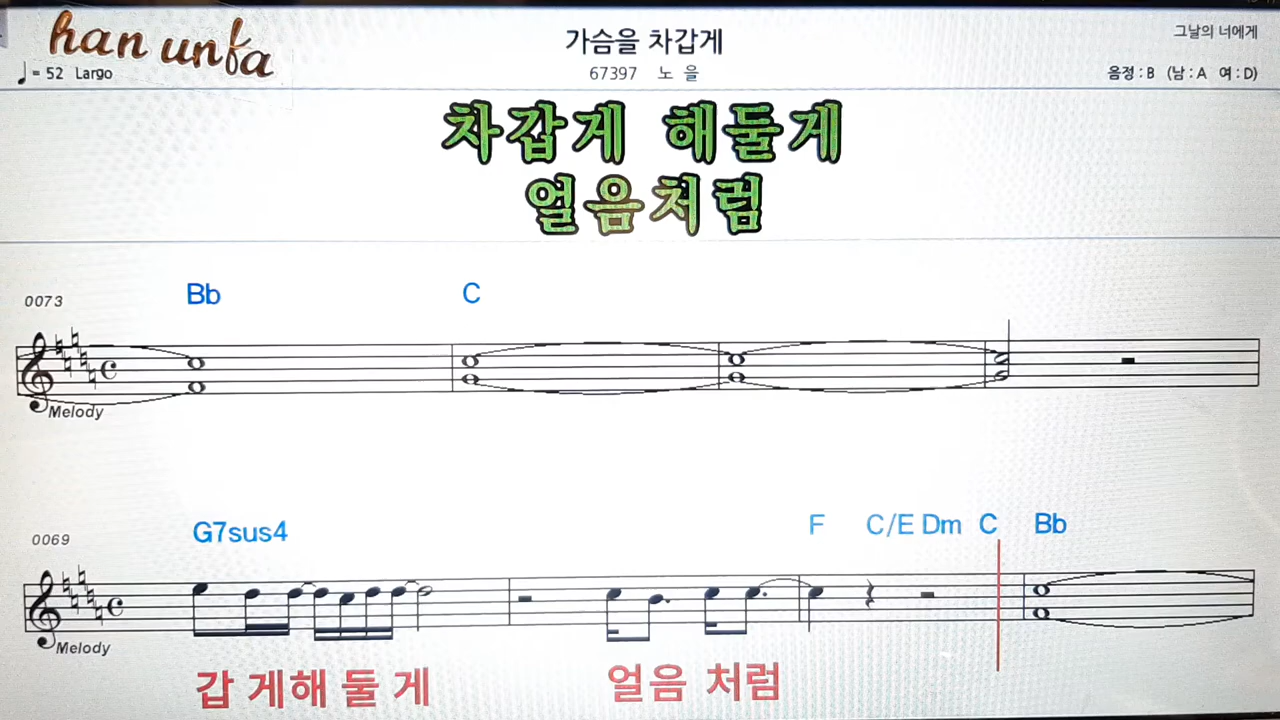 han unfa
가슴을 차갑게
그날의 너에게
♩= 52 Largo
67397 노 을
음정 : B (남 : A 여 : D)
차갑게 해둘게
얼음처럼
0073
Bb C
Melody
0069
G7sus4 F C/E Dm C Bb
Melody
갑 게해 둘 게 얼음 처럼